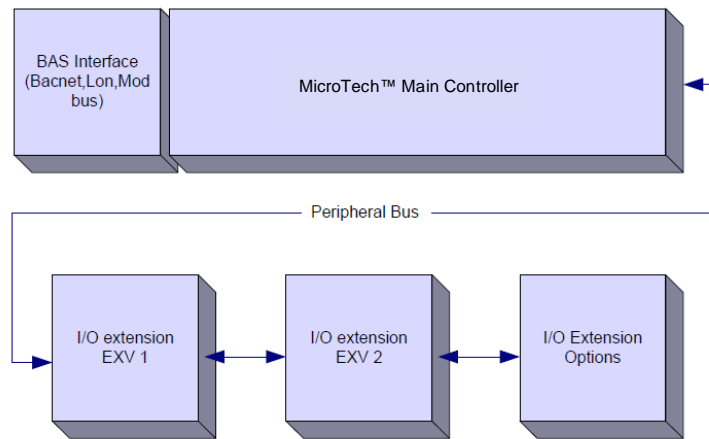 BAS Interface
(Bacnet,Lon,Mod
bus)
MicroTech™ Main Controller
Peripheral Bus
I/O extension
EXV 1
I/O extension
EXV 2
I/O Extension
Options